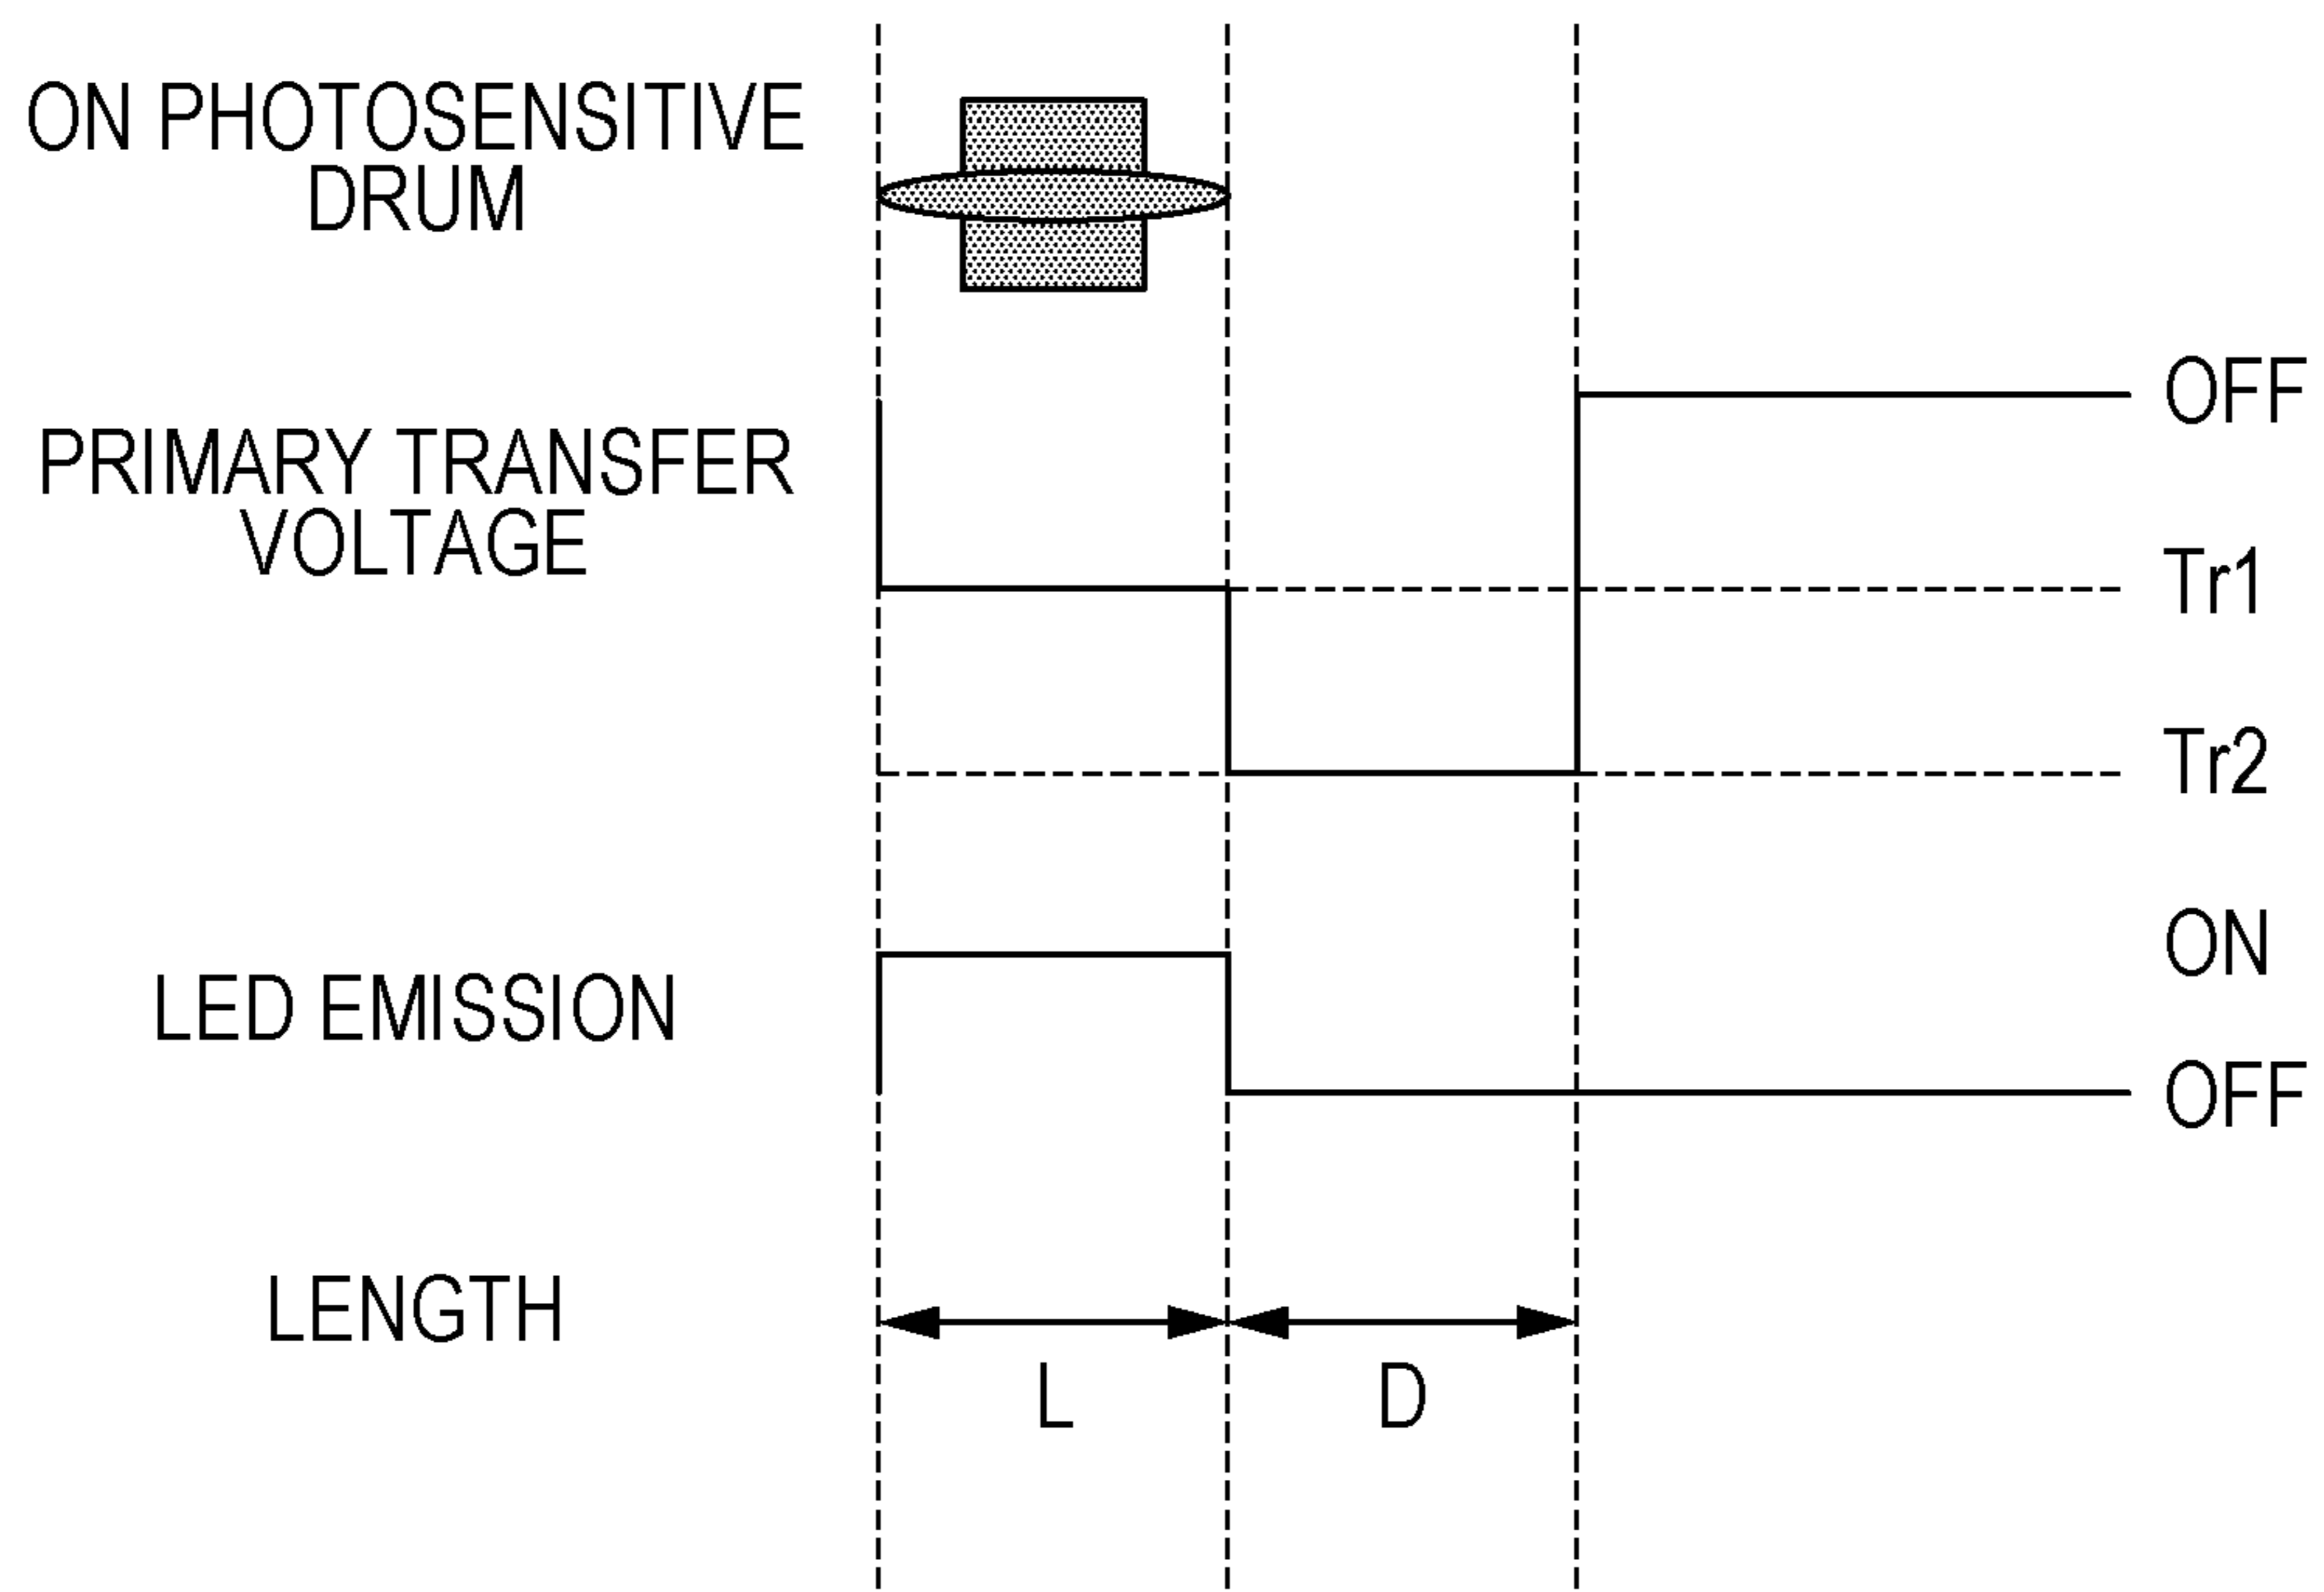 ON PHOTOSENSITIVE
DRUM
OFF
PRIMARY TRANSFER
VOLTAGE
Tr1
Tr2
ON
LED EMISSION
OFF
LENGTH
L
D